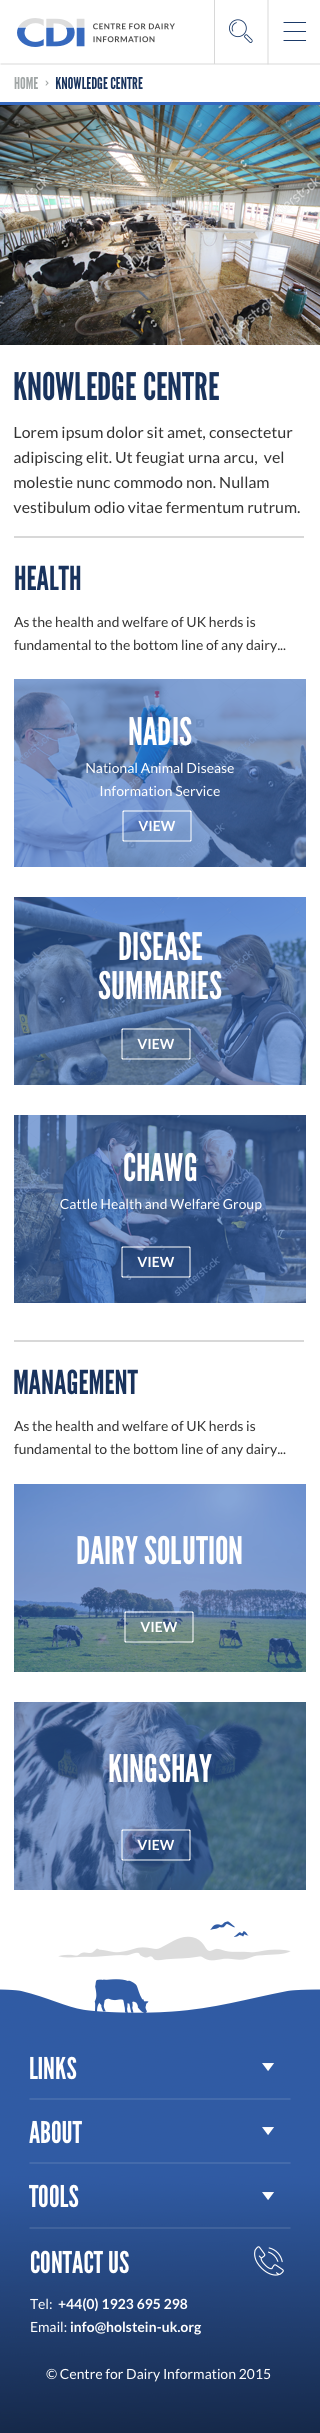 CDI CENTRE FOR DAIRY
INFORMATION
HOME > KNOWLEDGE CENTRE
KNOWLEDGE CENTRE
Lorem ipsum dolor sit amet, consectetur
adipiscing elit. Ut feugiat urna arcu,  vel
molestie nunc commodo non. Nullam
vestibulum odio vitae fermentum rutrum.
HEALTH
As the health and welfare of UK herds is
fundamental to the bottom line of any dairy...
NADIS
National Animal Disease
Information Service
VIEW
DISEASE
SUMMARIES
VIEW
CHAWG
Cattle Health and Welfare Group
VIEW
shutterstock
MANAGEMENT
As the health and welfare of UK herds is
fundamental to the bottom line of any dairy...
DAIRY SOLUTION
VIEW
KINGSHAY
VIEW
LINKS
ABOUT
TOOLS
CONTACT US
Tel:  +44(0) 1923 695 298
Email: info@holstein-uk.org
© Centre for Dairy Information 2015